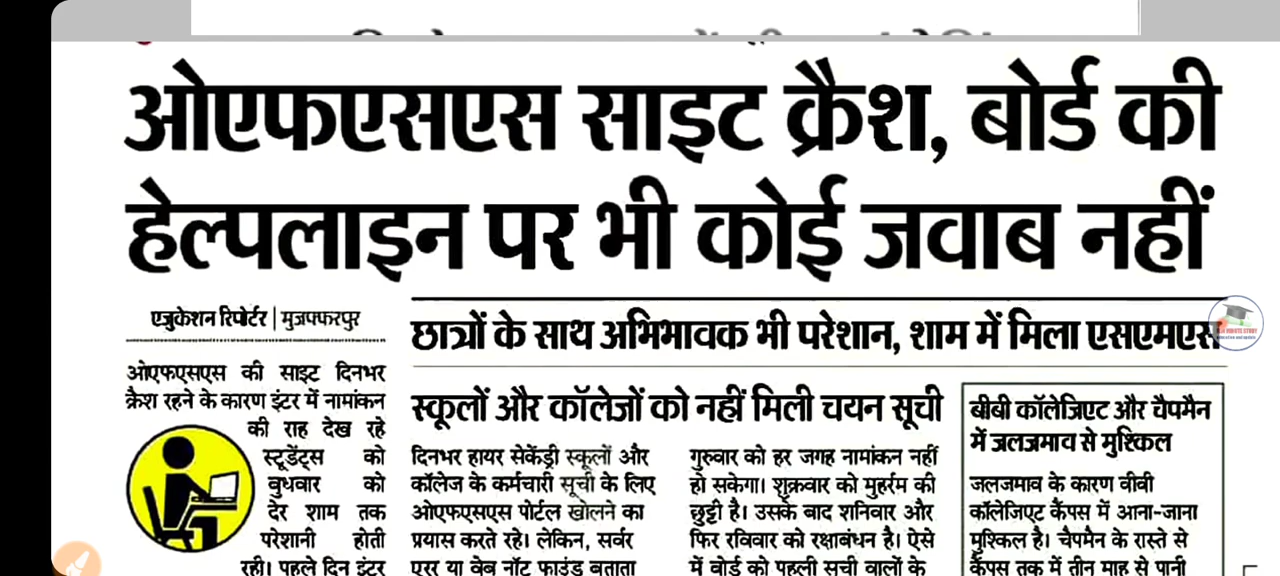 ओएफएसएस साइट क्रैश, बोर्ड की
हेल्पलाइन पर भी कोई जवाब नहीं
एजुकेशन रिपोर्टर | मुजफ्फरपुर
ओएफएसएस की साइट दिनभर
क्रैश रहने के कारण इंटर में नामांकन
की राह देख रहे
स्टूडेंट्स को
बुधवार को
देर शाम तक
परेशानी होती
रही। पहले दिन इंटर
छात्रों के साथ अभिभावक भी परेशान, शाम में मिला एसएमएस
स्कूलों और कॉलेजों को नहीं मिली चयन सूची
दिनभर हायर सेकेंड्री स्कूलों और
कॉलेज के कर्मचारी सूची के लिए
ओएफएसएस पोर्टल खोलने का
प्रयास करते रहे। लेकिन, सर्वर
एरर या वेब नॉट फाउंड बताता
गुरुवार को हर जगह नामांकन नहीं
हो सकेगा। शुक्रवार को मुहर्रम की
छुट्टी है। उसके बाद शनिवार और
फिर रविवार को रक्षाबंधन है। ऐसे
में बोर्ड को पहली सूची वालों के
बीबी कॉलेजिएट और चैपमैन
में जलजमाव से मुश्किल
जलजमाव के कारण वीवी
कॉलेजिएट कैंपस में आना-जाना
मुश्किल है। चैपमैन के रास्ते से
कैंपस तक में तीन माह से पानी